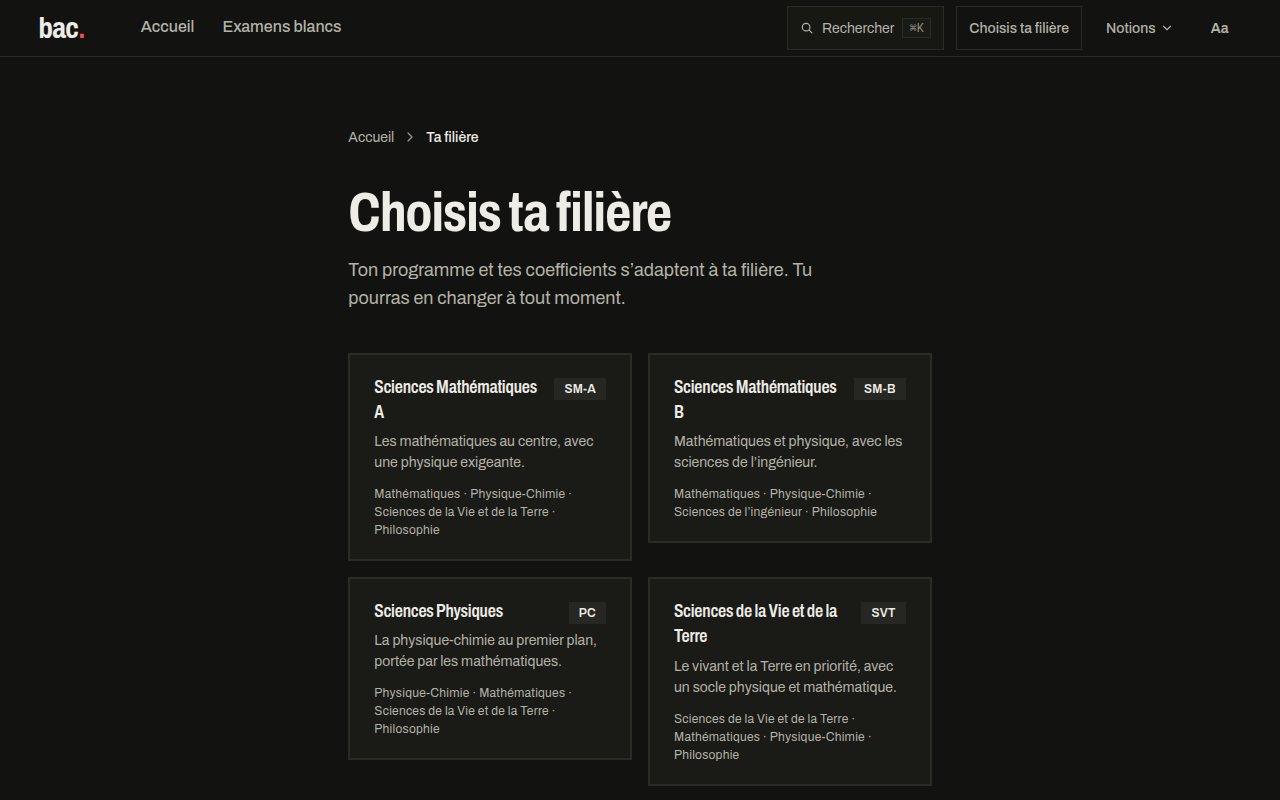 bac.
Accueil
Examens blancs
Rechercher
⌘K
Choisis ta filière
Notions
Aa
Accueil
Ta filière
Choisis ta filière
Ton programme et tes coefficients s’adaptent à ta filière. Tu
pourras en changer à tout moment.
Sciences Mathématiques
A
SM-A
Les mathématiques au centre, avec
une physique exigeante.
Mathématiques · Physique-Chimie ·
Sciences de la Vie et de la Terre ·
Philosophie
Sciences Mathématiques
B
SM-B
Mathématiques et physique, avec les
sciences de l’ingénieur.
Mathématiques · Physique-Chimie ·
Sciences de l’ingénieur · Philosophie
Sciences Physiques
PC
La physique-chimie au premier plan,
portée par les mathématiques.
Physique-Chimie · Mathématiques ·
Sciences de la Vie et de la Terre ·
Philosophie
Sciences de la Vie et de la
Terre
SVT
Le vivant et la Terre en priorité, avec
un socle physique et mathématique.
Sciences de la Vie et de la Terre ·
Mathématiques · Physique-Chimie ·
Philosophie